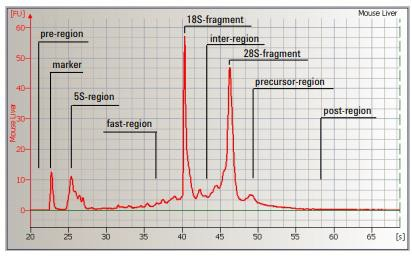 [FU]
Mouse Liver
60
50
40
30
20
10
0
Mouse Liver
18S-fragment
pre-region
inter-region
28S-fragment
marker
precursor-region
5S-region
post-region
fast-region
20 25 30 35 40 45 50 55 60 65 [s]